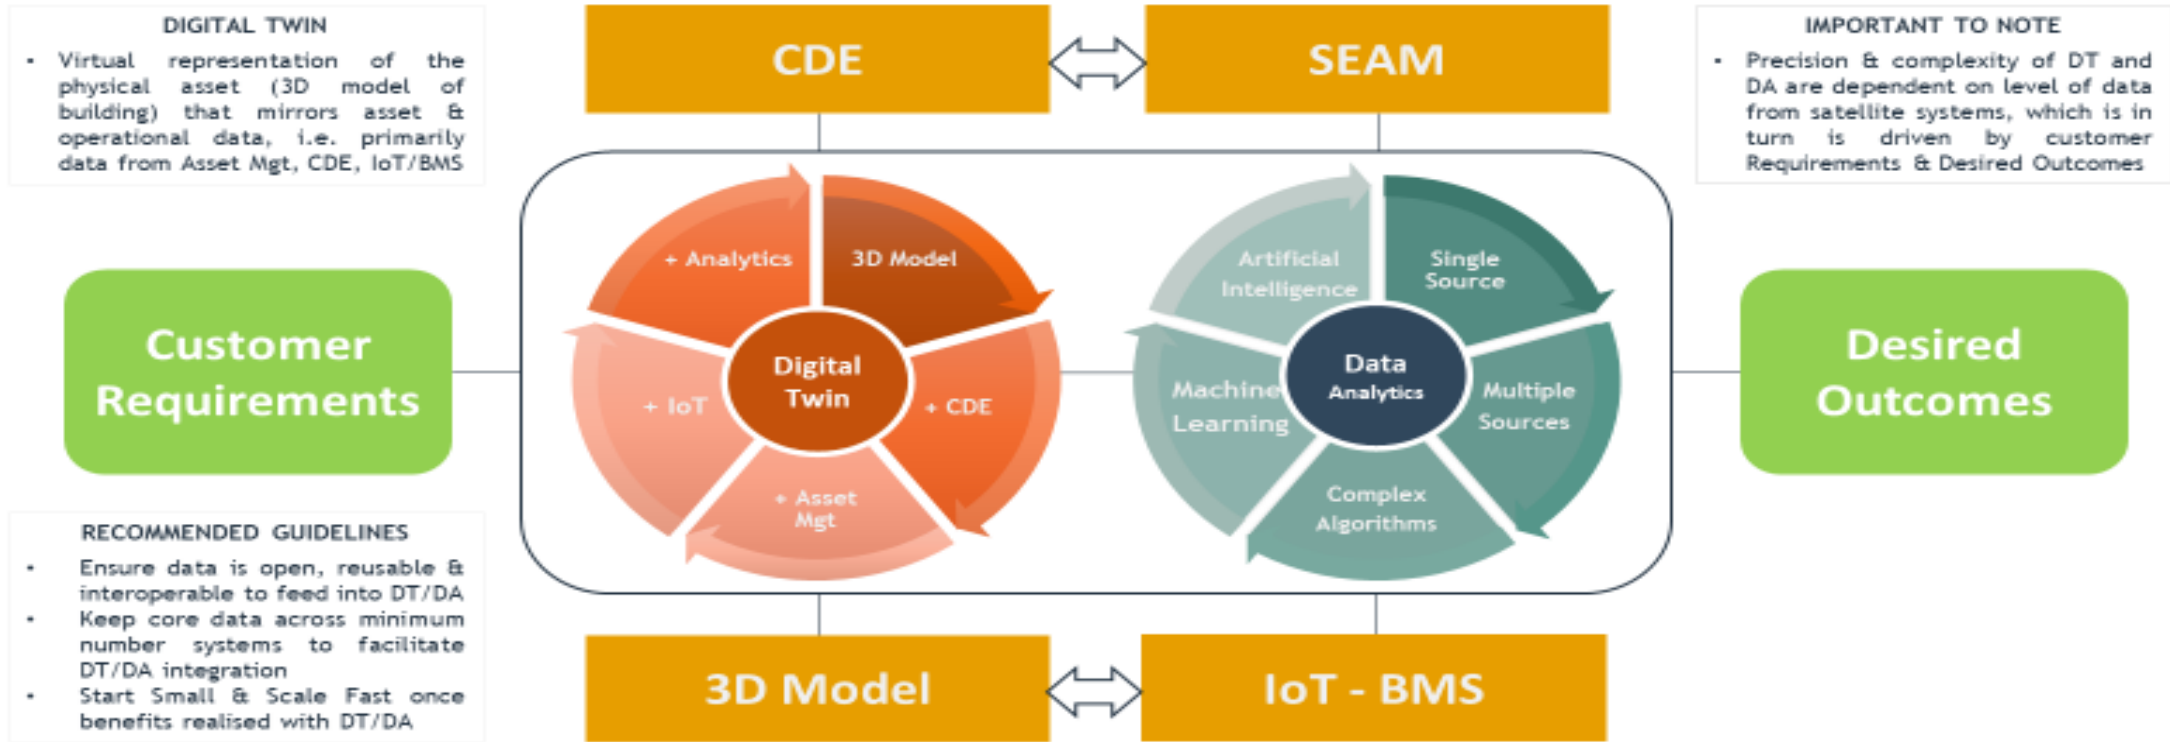 DIGITAL TWIN
• Virtual representation of the
physical asset (3D model of
building) that mirrors asset &
operational data, i.e. primarily
data from Asset Mgt, CDE, IoT/BMS
CDE
SEAM
IMPORTANT TO NOTE
• Precision & complexity of DT and
DA are dependent on level of data
from satellite systems, which is in
turn is driven by customer
Requirements & Desired Outcomes
Customer
Requirements
+ Analytics
3D Model
+ IoT
Digital
Twin
+ CDE
+ Asset
Mgt
Artificial
Intelligence
Single
Source
Machine
Learning
Data
Analytics
Multiple
Sources
Complex
Algorithms
Desired
Outcomes
RECOMMENDED GUIDELINES
• Ensure data is open, reusable &
interoperable to feed into DT/DA
• Keep core data across minimum
number systems to facilitate
DT/DA integration
• Start Small & Scale Fast once
benefits realised with DT/DA
3D Model
IoT - BMS